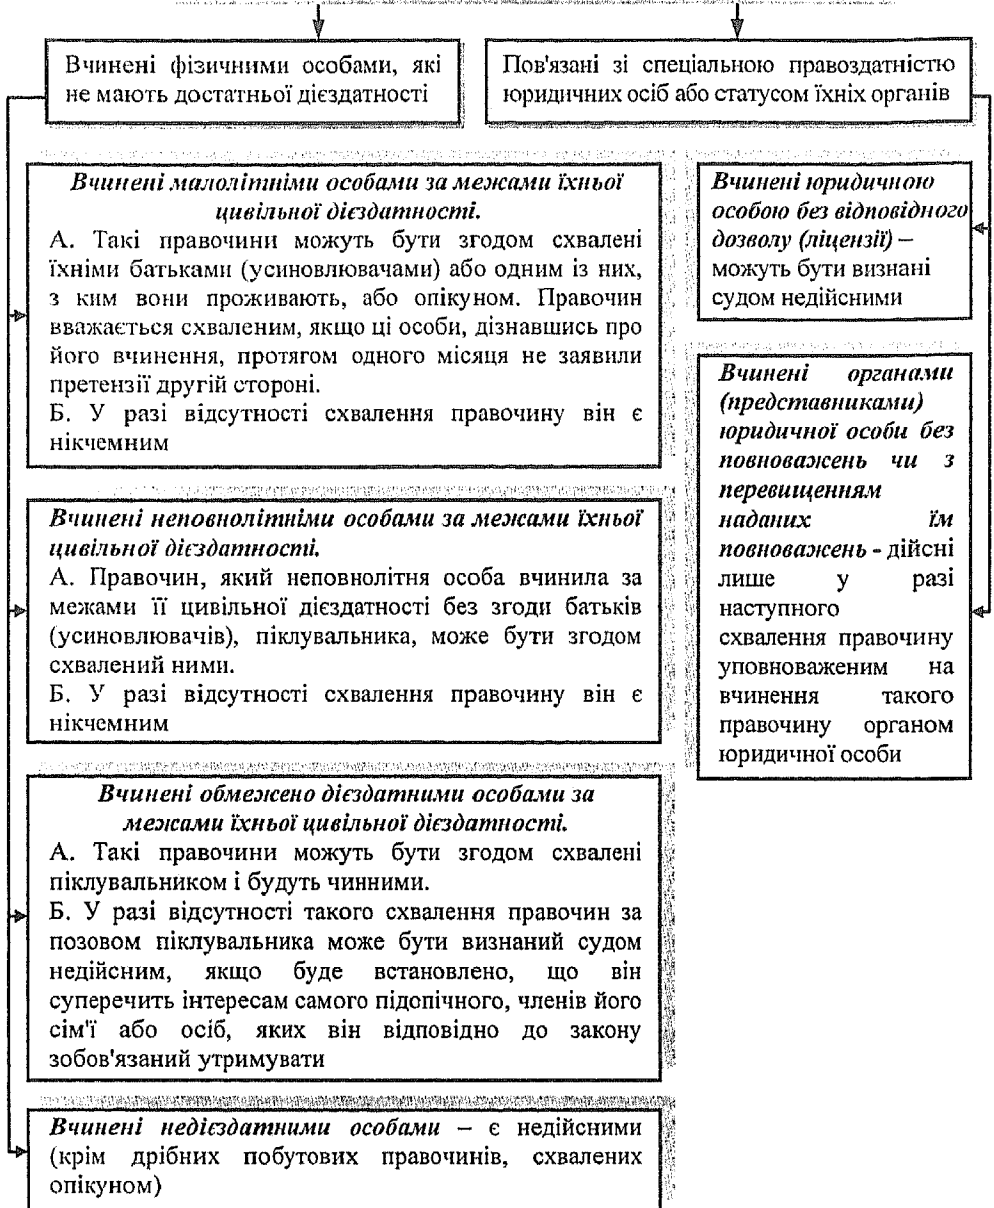 Вчинені фізичними особами, які
не мають достатньої дієздатності
Пов'язані зі спеціальною правоздатністю
юридичних осіб або статусом їхніх органів
Вчинені малолітніми особами за межами їхньої
цивільної дієздатності.
А. Такі правочини можуть бути згодом схвалені
їхніми батьками (усиновлювачами) або одним із них,
з ким вони проживають, або опікуном. Правочин
вважається схваленим, якщо ці особи, дізнавшись про
його вчинення, протягом одного місяця не заявили
претензії другій стороні.
Б. У разі відсутності схвалення правочину він є
нікчемним
Вчинені неповнолітніми особами за межами їхньої
цивільної дієздатності.
А. Правочин, який неповнолітня особа вчинила за
межами її цивільної дієздатності без згоди батьків
(усиновлювачів), піклувальника, може бути згодом
схвалений ними.
Б. У разі відсутності схвалення правочину він є
нікчемним
Вчинені обмежено дієздатними особами за
межами їхньої цивільної дієздатності.
А. Такі правочини можуть бути згодом схвалені
піклувальником і будуть чинними.
Б. У разі відсутності такого схвалення правочин за
позовом піклувальника може бути визнаний судом
недійсним, якщо буде встановлено, що він
суперечить інтересам самого підопічного, членів його
сім'ї або осіб, яких він відповідно до закону
зобов'язаний утримувати
Вчинені недієздатними особами – є недійсними
(крім дрібних побутових правочинів, схвалених
опікуном)
Вчинені юридичною
особою без відповідного
дозволу (ліцензії) –
можуть бути визнані
судом недійсними
Вчинені органами
(представниками)
юридичної особи без
повноважень чи з
перевищенням
наданих їм
повноважень - дійсні
лише у разі
наступного
схвалення правочину
уповноваженим на
вчинення такого
правочину органом
юридичної особи